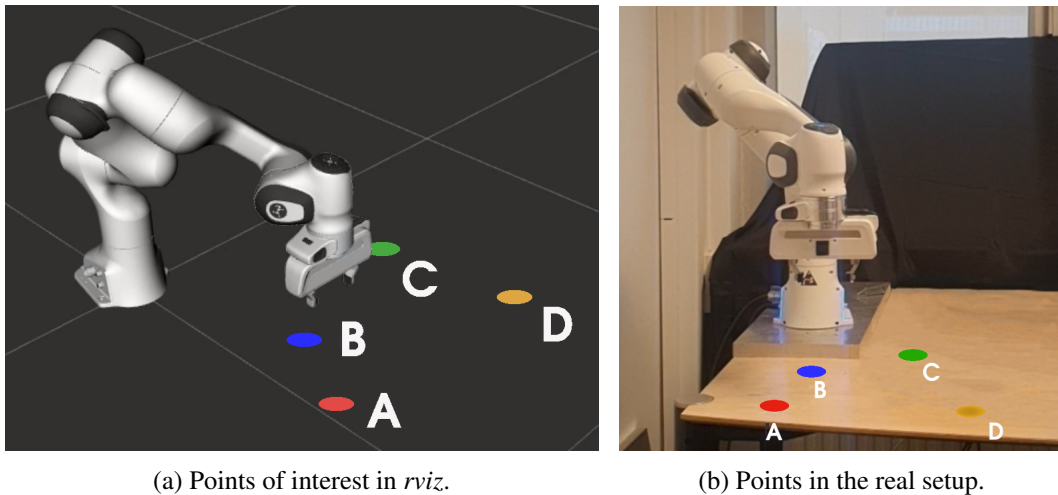 C
D
B
A
C
B
A
D
(a) Points of interest in rviz.
(b) Points in the real setup.